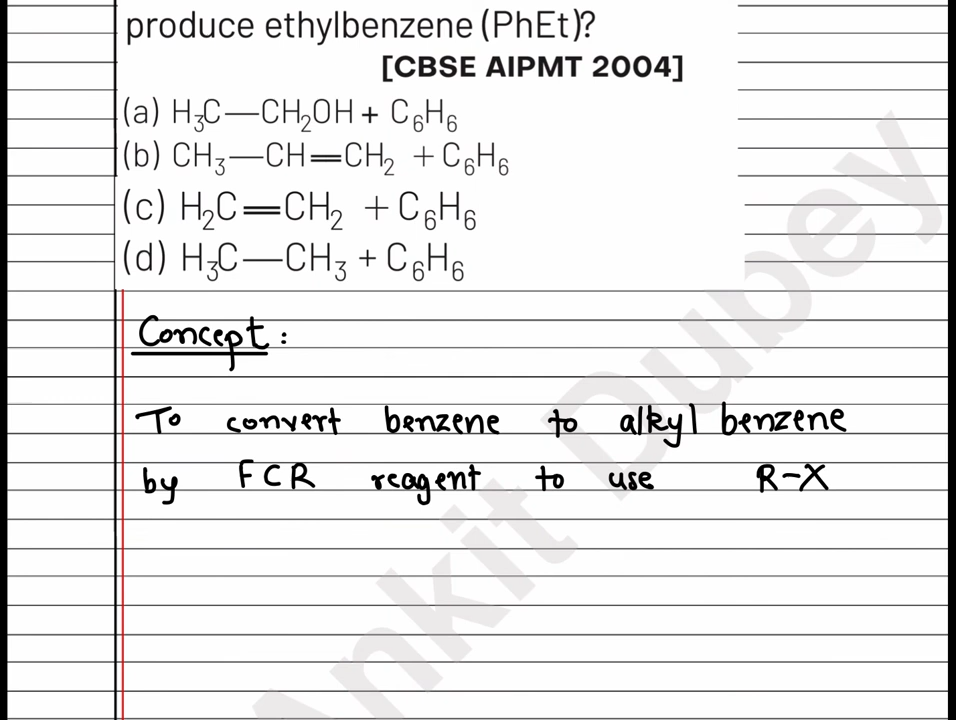 produce ethylbenzene (PhEt)?
[CBSE AIPMT 2004]
(a) H₃C—CH₂OH + C₆H₆
(b) CH₃—CH=CH₂ + C₆H₆
(c) H₂C=CH₂ + C₆H₆
(d) H₃C—CH₃ + C₆H₆
Concept :
To convert benzene to alkyl benzene
by FCR reagent to use R-X
Ankit Dubey